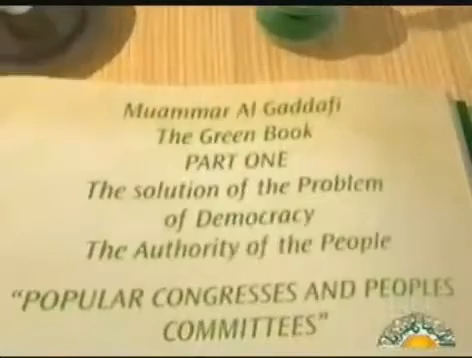 Muammar Al Gaddafi
The Green Book
PART ONE
The solution of the Problem
of Democracy
The Authority of the People
"POPULAR CONGRESSES AND PEOPLES
COMMITTEES"